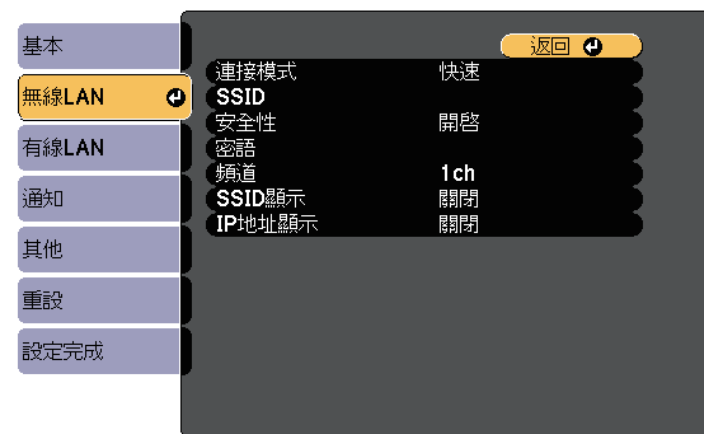 基本
無線LAN
有線LAN
通知
其他
重設
設定完成
返回
連接模式 快速
SSID
安全性 開啓
密語
頻道 1ch
SSID顯示 關閉
IP地址顯示 關閉